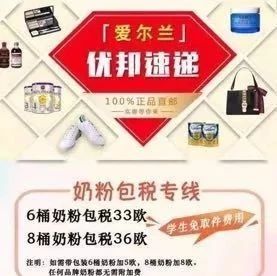 「爱尔兰」
优邦速递
100%正品直邮
奶粉包税专线
6桶奶粉包税33欧
8桶奶粉包税36欧
学生免取件费用
注明：如需带包装6桶奶粉加5欧，8桶奶粉加8欧，
任何品牌奶粉都无需附加费